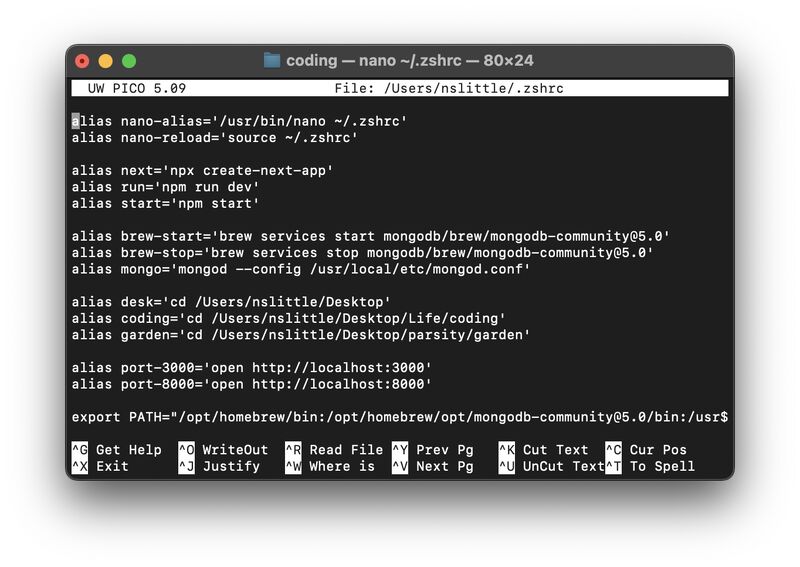 coding — nano ~/.zshrc — 80×24
UW PICO 5.09 File: /Users/nslittle/.zshrc
alias nano-alias='/usr/bin/nano ~/.zshrc'
alias nano-reload='source ~/.zshrc'
alias next='npx create-next-app'
alias run='npm run dev'
alias start='npm start'
alias brew-start='brew services start mongodb/brew/mongodb-community@5.0'
alias brew-stop='brew services stop mongodb/brew/mongodb-community@5.0'
alias mongo='mongod --config /usr/local/etc/mongod.conf'
alias desk='cd /Users/nslittle/Desktop'
alias coding='cd /Users/nslittle/Desktop/Life/coding'
alias garden='cd /Users/nslittle/Desktop/parsity/garden'
alias port-3000='open http://localhost:3000'
alias port-8000='open http://localhost:8000'
export PATH="/opt/homebrew/bin:/opt/homebrew/opt/mongodb-community@5.0/bin:/usr$
^G Get Help ^O WriteOut ^R Read File ^Y Prev Pg ^K Cut Text ^C Cur Pos
^X Exit ^J Justify ^W Where is ^V Next Pg ^U UnCut Text ^T To Spell